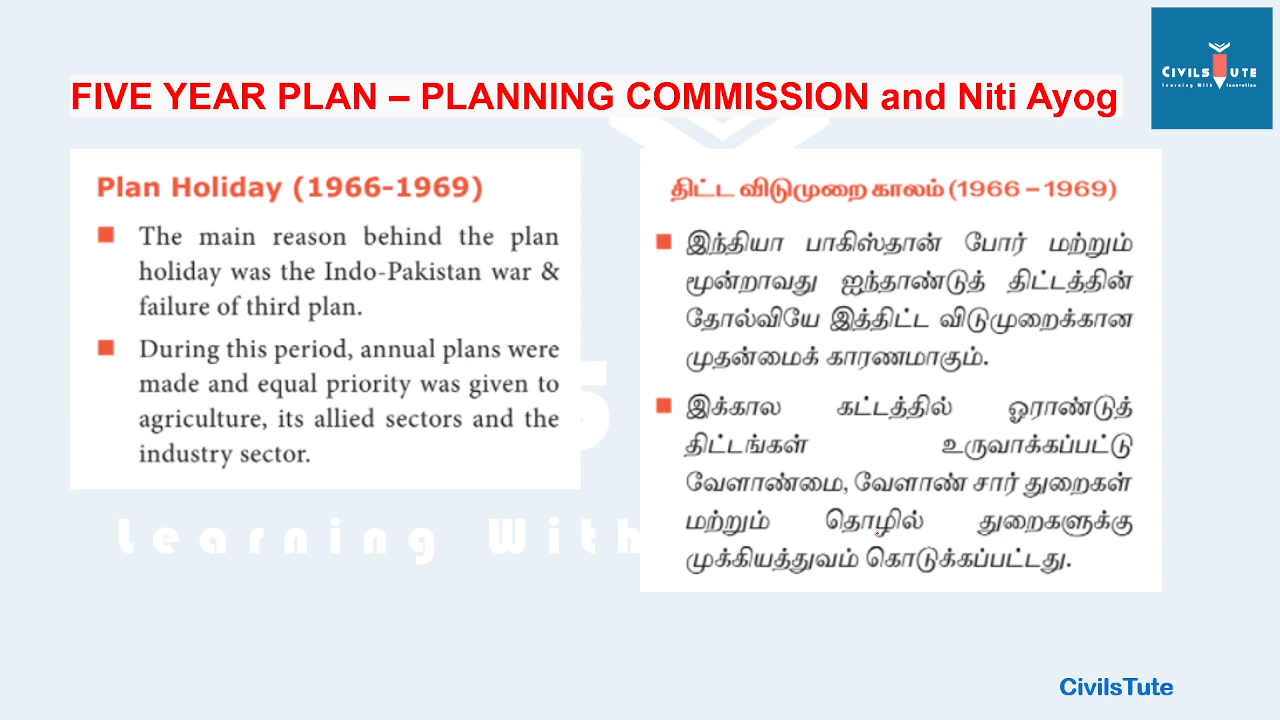 FIVE YEAR PLAN – PLANNING COMMISSION and Niti Ayog
CIVILS TUTE
Learning With Innovation
Plan Holiday (1966-1969)
The main reason behind the plan
holiday was the Indo-Pakistan war &
failure of third plan.
During this period, annual plans were
made and equal priority was given to
agriculture, its allied sectors and the
industry sector.
திட்ட விடுமுறை காலம் (1966 – 1969)
இந்தியா பாகிஸ்தான் போர் மற்றும்
மூன்றாவது ஐந்தாண்டுத் திட்டத்தின்
தோல்வியே இத்திட்ட விடுமுறைக்கான
முதன்மைக் காரணமாகும்.
இக்கால கட்டத்தில் ஓராண்டுத்
திட்டங்கள் உருவாக்கப்பட்டு
வேளாண்மை, வேளாண் சார் துறைகள்
மற்றும் தொழில் துறைகளுக்கு
முக்கியத்துவம் கொடுக்கப்பட்டது.
Learning With
CivilsTute